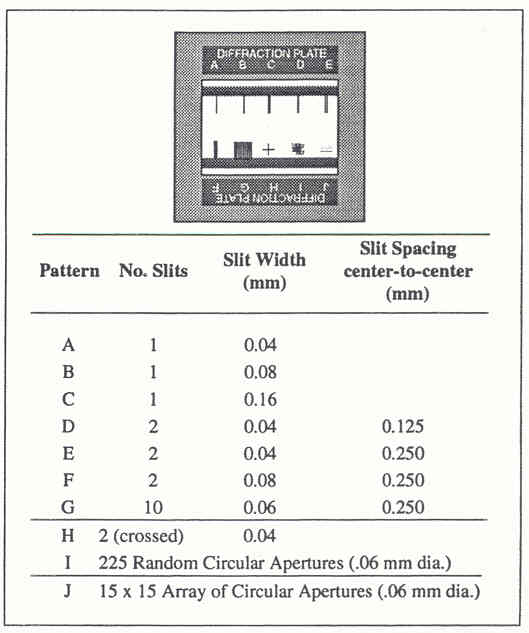 DIFFRACTION PLATE
A B C D E
F G H I J
DIFFRACTION PLATE
Pattern No. Slits Slit Width (mm) Slit Spacing center-to-center (mm)
A 1 0.04
B 1 0.08
C 1 0.16
D 2 0.04 0.125
E 2 0.04 0.250
F 2 0.08 0.250
G 10 0.06 0.250
H 2 (crossed) 0.04
I 225 Random Circular Apertures (.06 mm dia.)
J 15 x 15 Array of Circular Apertures (.06 mm dia.)